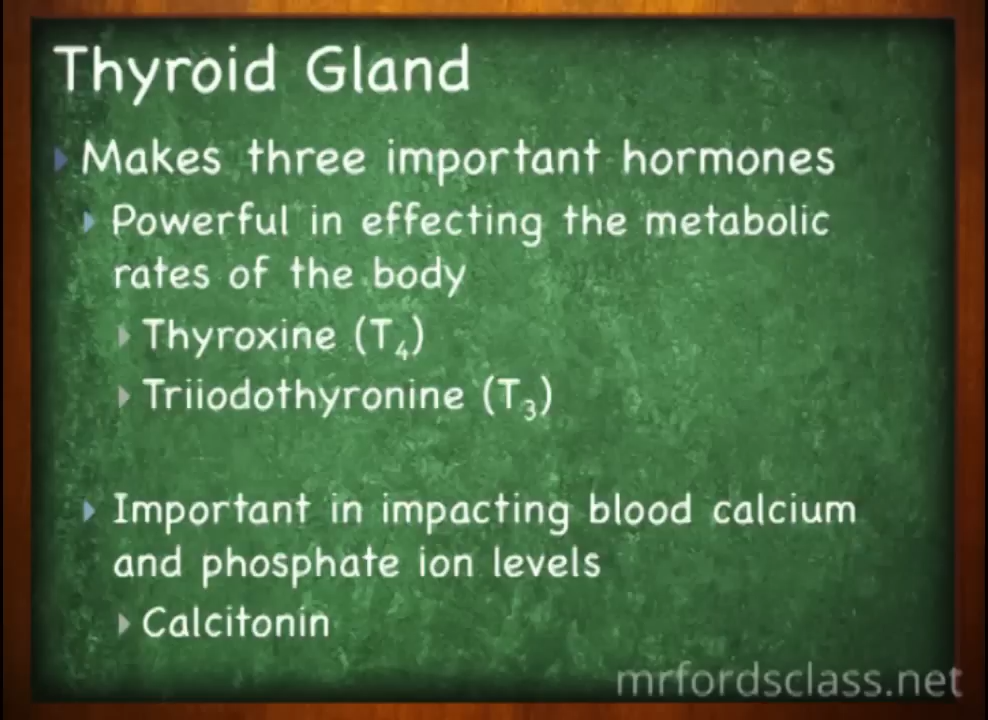 Thyroid Gland
Makes three important hormones
Powerful in effecting the metabolic
rates of the body
Thyroxine (T₄)
Triiodothyronine (T₃)
Important in impacting blood calcium
and phosphate ion levels
Calcitonin
mrfordsclass.net